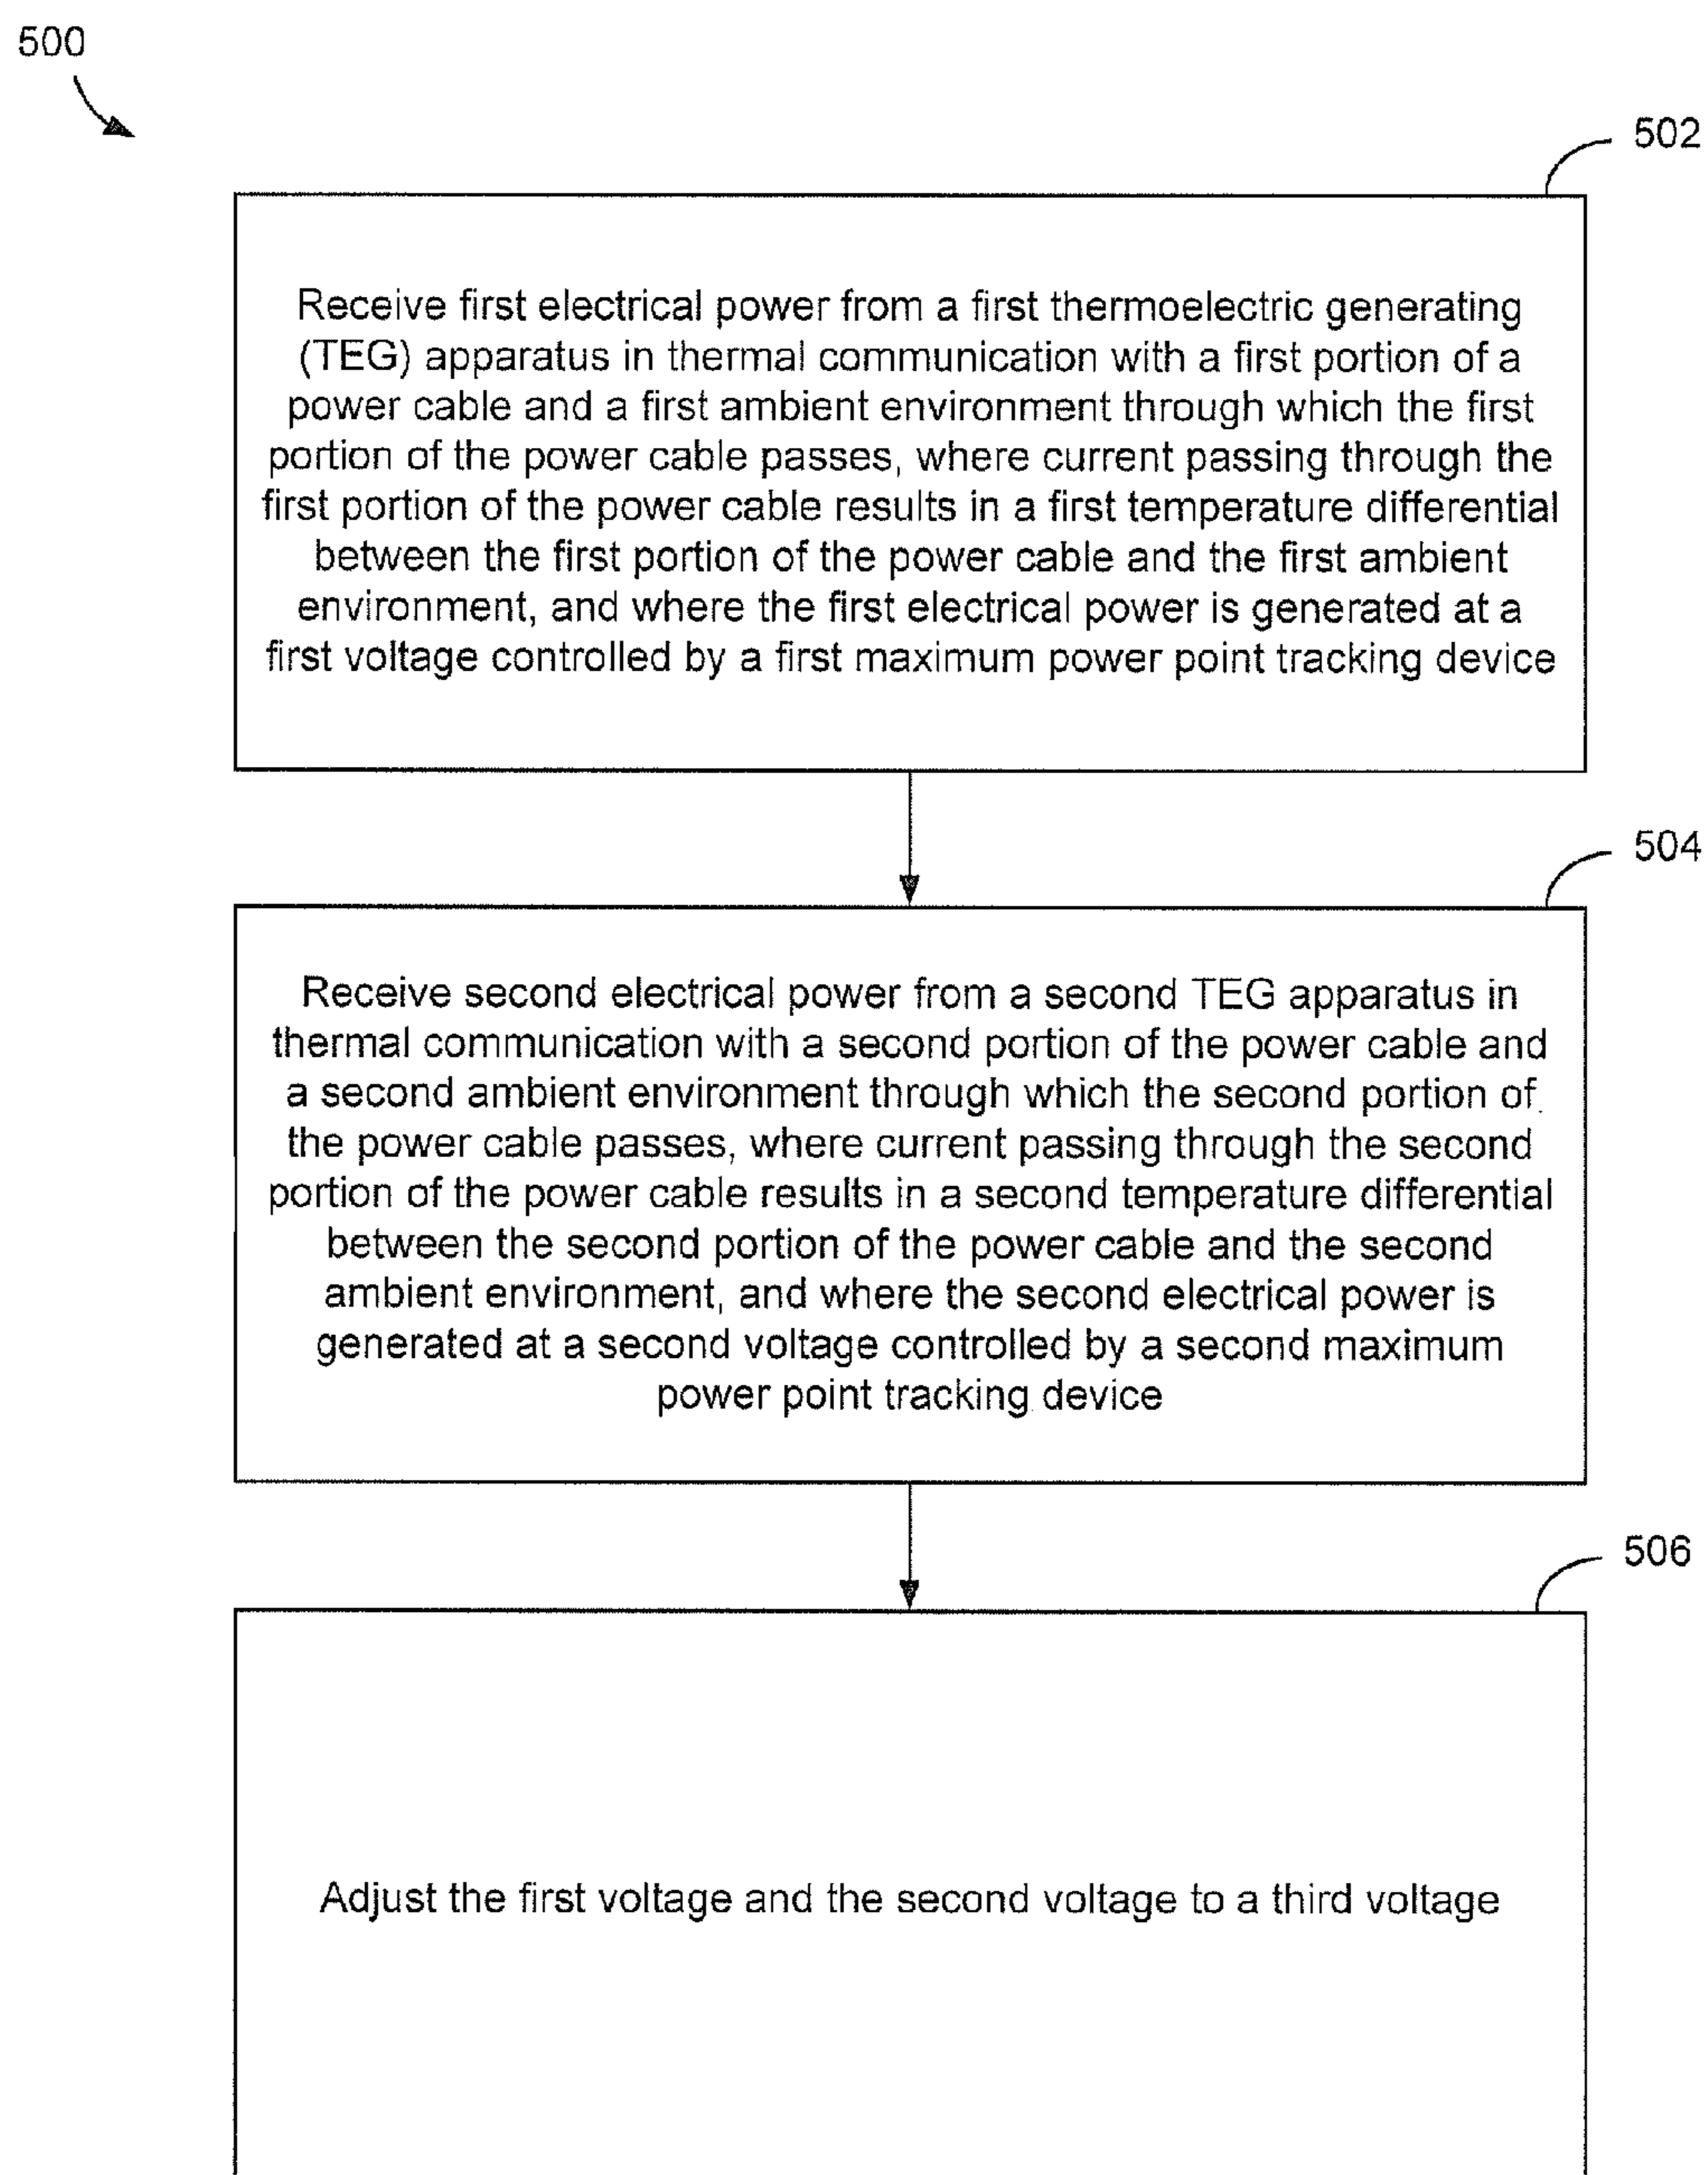 500
502
Receive first electrical power from a first thermoelectric generating
(TEG) apparatus in thermal communication with a first portion of a
power cable and a first ambient environment through which the first
portion of the power cable passes, where current passing through the
first portion of the power cable results in a first temperature differential
between the first portion of the power cable and the first ambient
environment, and where the first electrical power is generated at a
first voltage controlled by a first maximum power point tracking device
504
Receive second electrical power from a second TEG apparatus in
thermal communication with a second portion of the power cable and
a second ambient environment through which the second portion of
the power cable passes, where current passing through the second
portion of the power cable results in a second temperature differential
between the second portion of the power cable and the second
ambient environment, and where the second electrical power is
generated at a second voltage controlled by a second maximum
power point tracking device
506
Adjust the first voltage and the second voltage to a third voltage